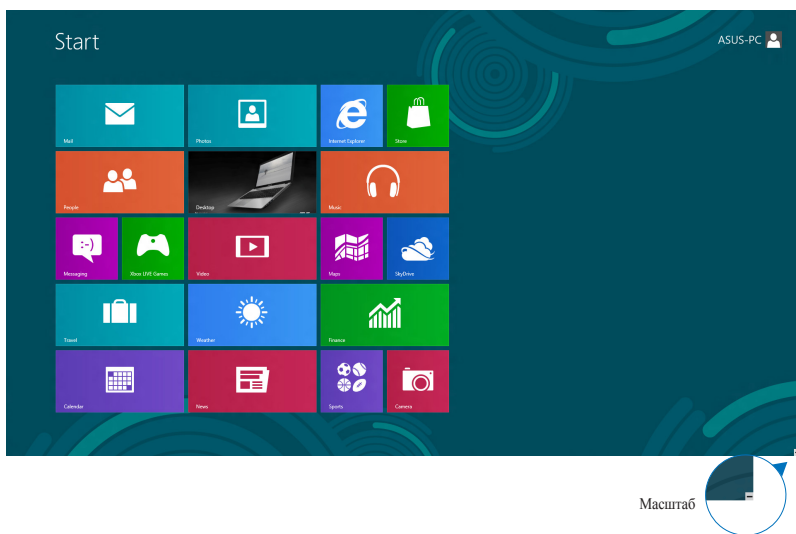 Start
ASUS-PC
Mail
Photos
Internet Explorer
Store
People
Desktop
Music
:-)
Messaging
Xbox LIVE Games
Video
Maps
SkyDrive
Travel
Weather
Finance
Calendar
News
Sports
Camera
Масштаб